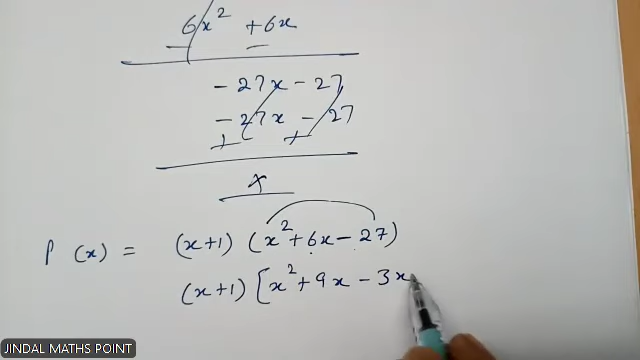 6x² + 6x
− −
− 27x − 27
− 27x − 27
+ +
x
P (x) = (x+1) (x² + 6x − 27)
(x+1) [x² + 9x − 3x
JINDAL MATHS POINT